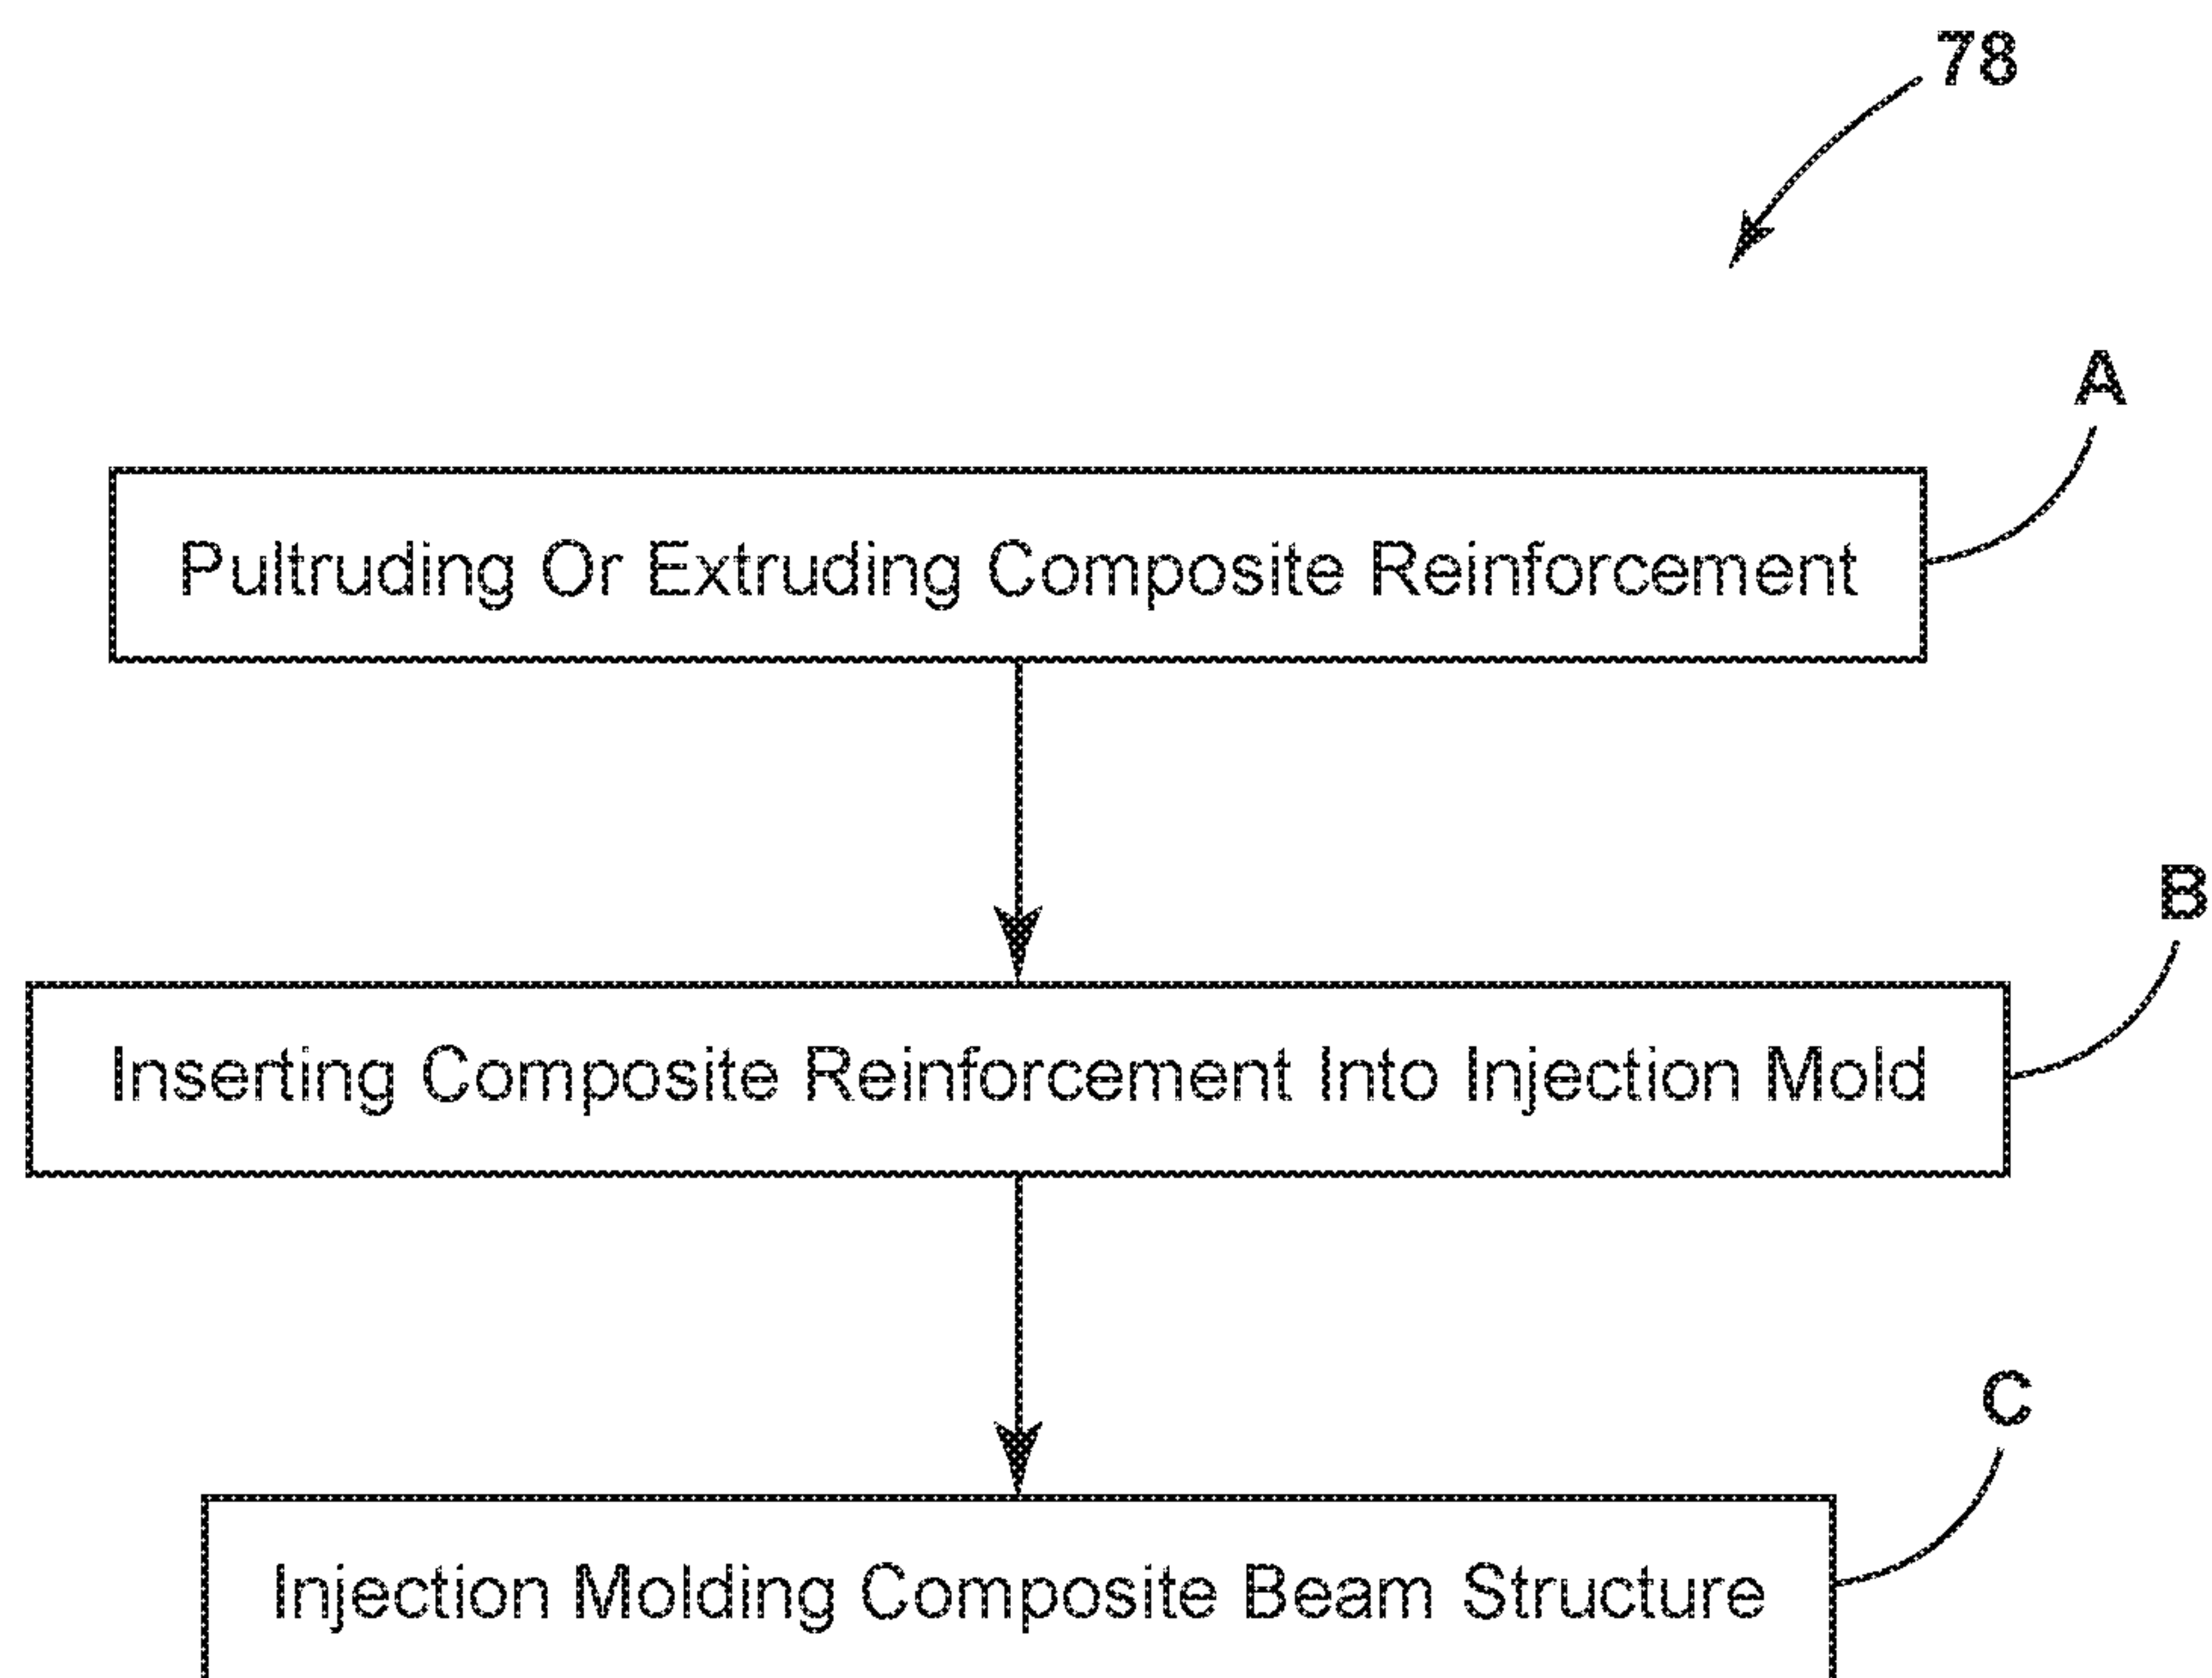 78
A
Pultruding Or Extruding Composite Reinforcement
B
Inserting Composite Reinforcement Into Injection Mold
C
Injection Molding Composite Beam Structure